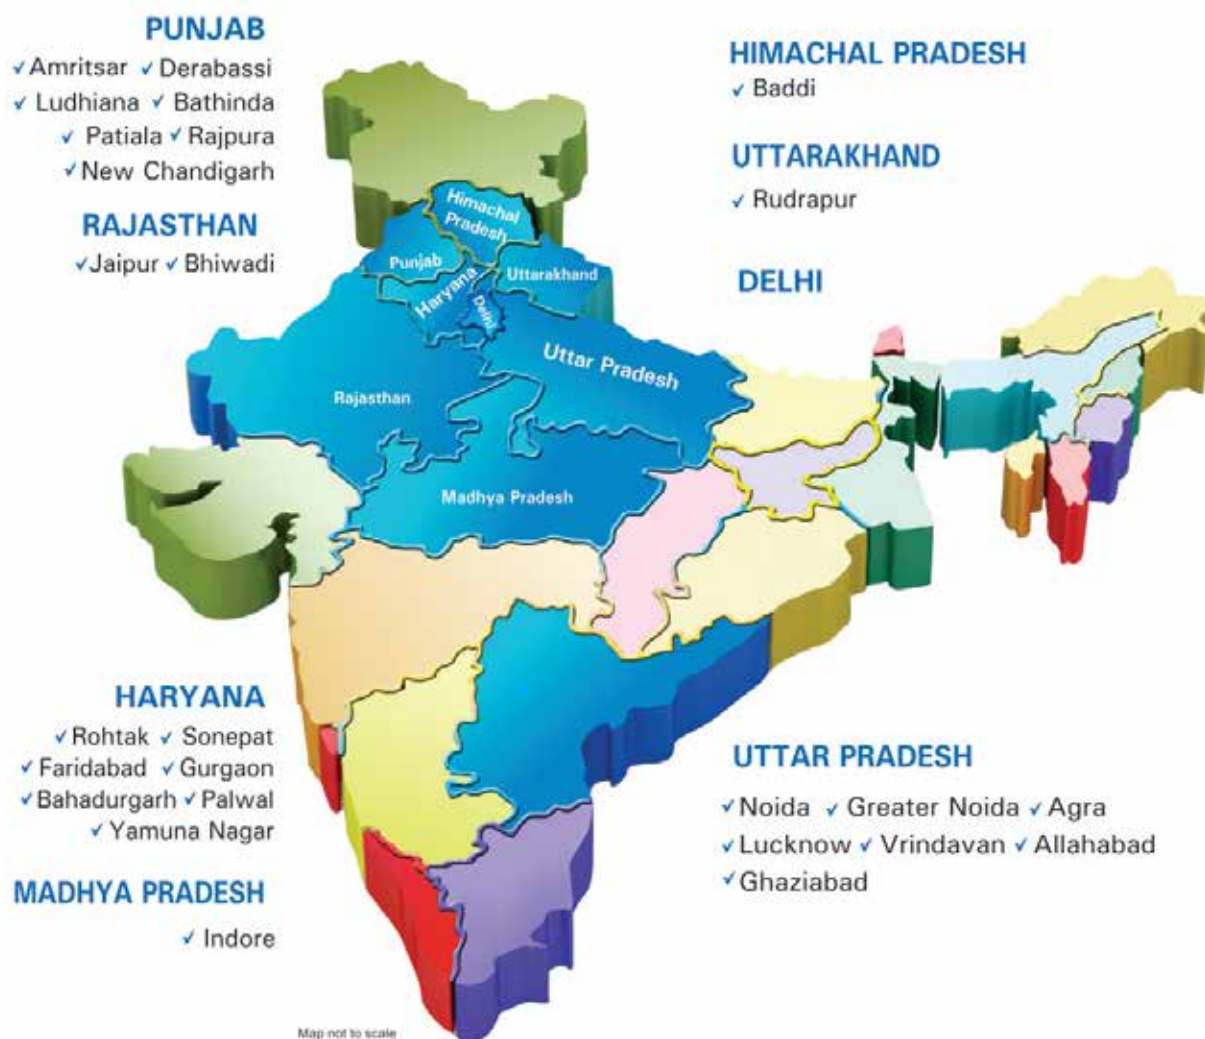 PUNJAB
✓Amritsar ✓Derabassi
✓ Ludhiana ✓ Bathinda
✓ Patiala ✓Rajpura
✓New Chandigarh
RAJASTHAN
✓Jaipur ✓Bhiwadi
HIMACHAL PRADESH
✓ Baddi
UTTARAKHAND
✓ Rudrapur
DELHI
Himachal
Pradesh
Punjab
Uttarakhand
Haryana
Delhi
Uttar Pradesh
Rajasthan
Madhya Pradesh
HARYANA
✓Rohtak ✓ Sonepat
✓Faridabad ✓Gurgaon
✓Bahadurgarh ✓Palwal
✓Yamuna Nagar
MADHYA PRADESH
✓ Indore
UTTAR PRADESH
✓Noida ✓ Greater Noida ✓Agra
✓Lucknow ✓ Vrindavan ✓Allahabad
✓Ghaziabad
Map not to scale